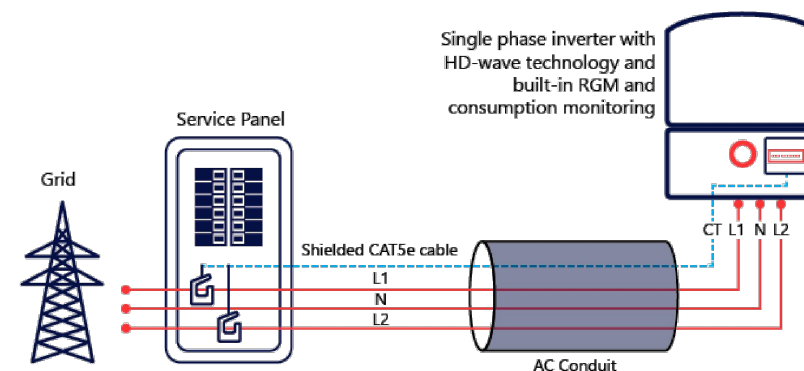 Single phase inverter with
HD-wave technology and
built-in RGM and
consumption monitoring
Service Panel
Grid
CT L1 N L2
Shielded CAT5e cable
L1
N
L2
AC Conduit